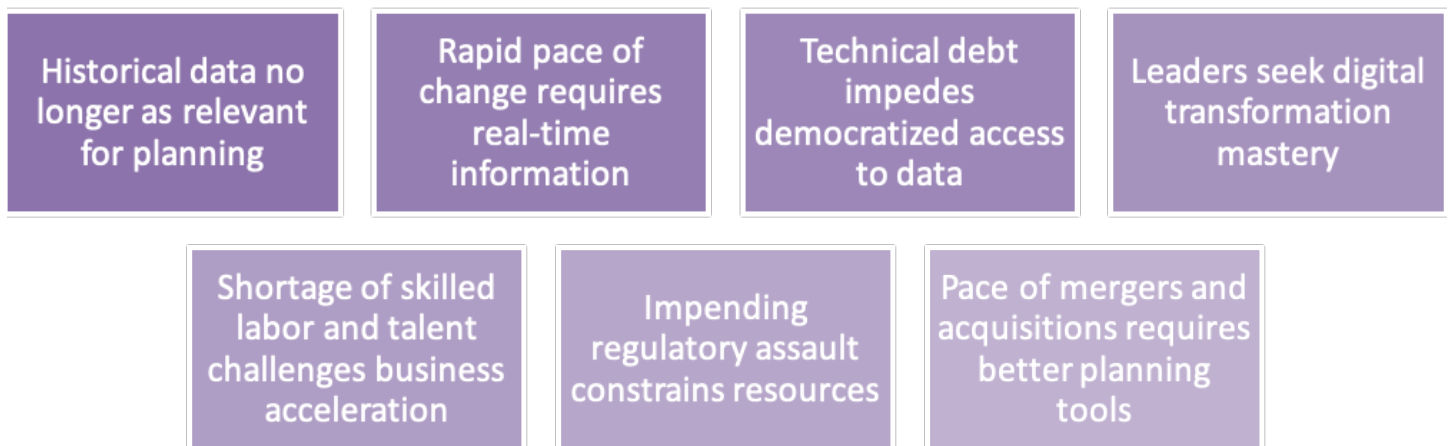 Historical data no
longer as relevant
for planning
Rapid pace of
change requires
real-time
information
Technical debt
impedes
democratized access
to data
Leaders seek digital
transformation
mastery
Shortage of skilled
labor and talent
challenges business
acceleration
Impending
regulatory assault
constrains resources
Pace of mergers and
acquisitions requires
better planning
tools